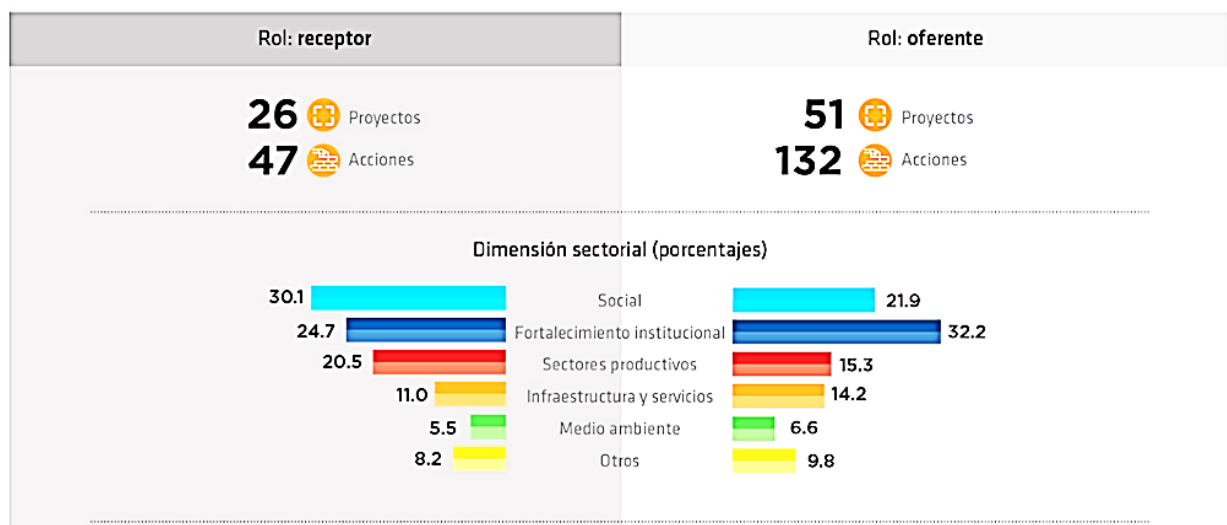 Rol: receptor
Rol: oferente
26 Proyectos
51 Proyectos
47 Acciones
132 Acciones
Dimensión sectorial (porcentajes)
30.1 Social 21.9
24.7 Fortalecimiento institucional 32.2
20.5 Sectores productivos 15.3
11.0 Infraestructura y servicios 14.2
5.5 Medio ambiente 6.6
8.2 Otros 9.8